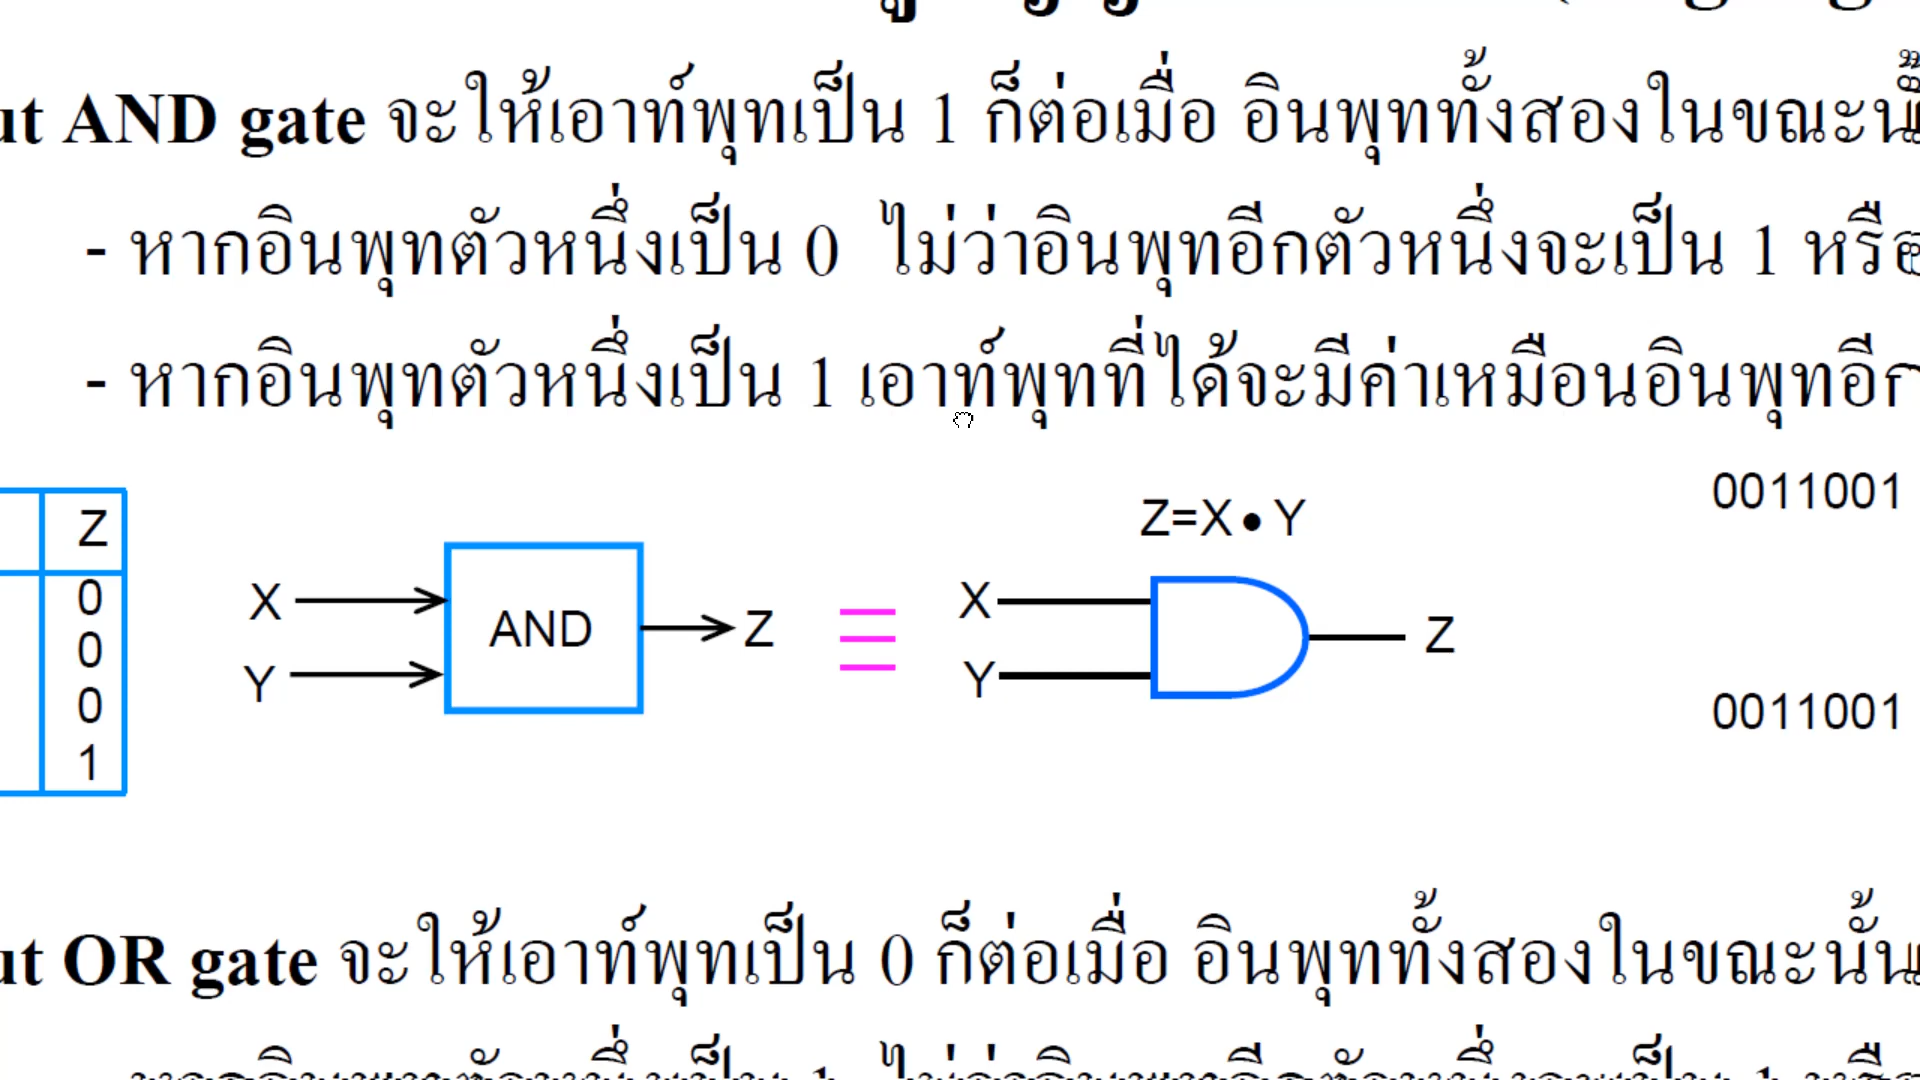 AND gate จะให้เอาท์พุทเป็น 1 ก็ต่อเมื่อ อินพุททั้งสองในขณะ
- หากอินพุทตัวหนึ่งเป็น 0 ไม่ว่าอินพุทอีกตัวหนึ่งจะเป็น 1 หรือ
- หากอินพุทตัวหนึ่งเป็น 1 เอาท์พุทที่ได้จะมีค่าเหมือนอินพุท
0011001
Z=X•Y
Z
X
X
0
AND
Z
Z
0
Y
Y
0
0011001
1
OR gate จะให้เอาท์พุทเป็น 0 ก็ต่อเมื่อ อินพุททั้งสองในขณะนั้น